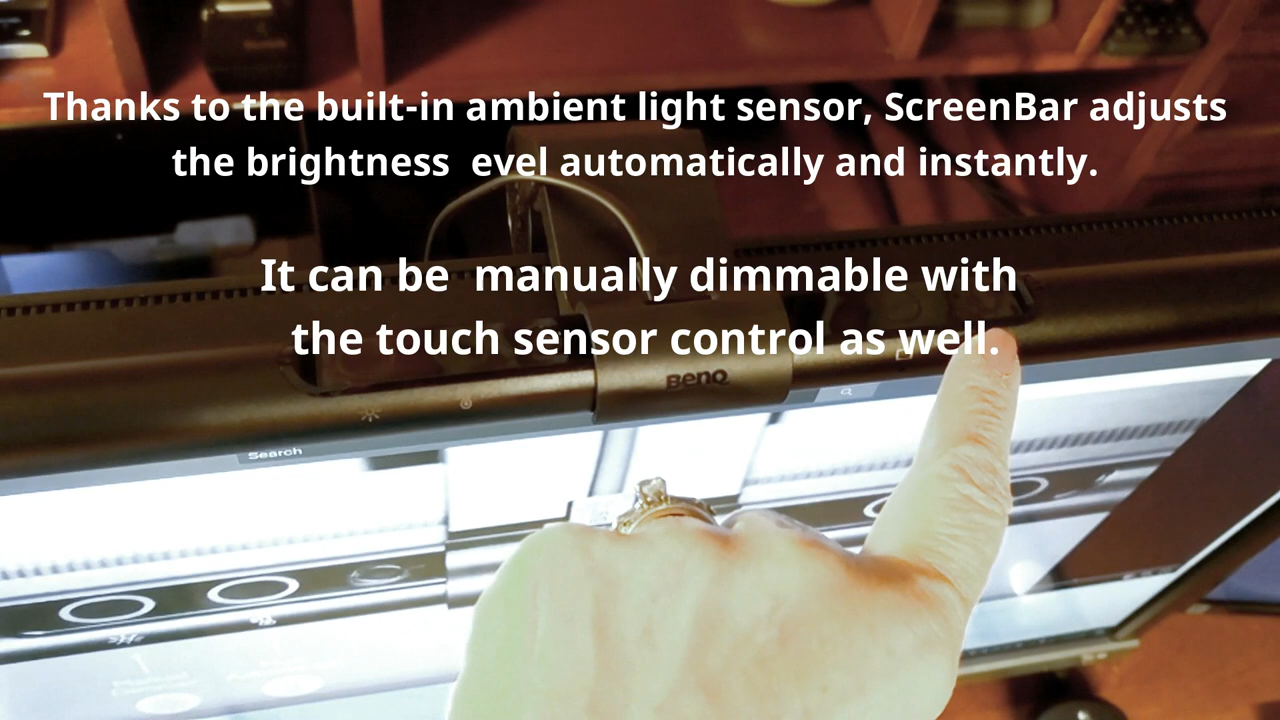 Thanks to the built-in ambient light sensor, ScreenBar adjusts
the brightness  evel automatically and instantly.
It can be  manually dimmable with
the touch sensor control as well.
BenQ
Search